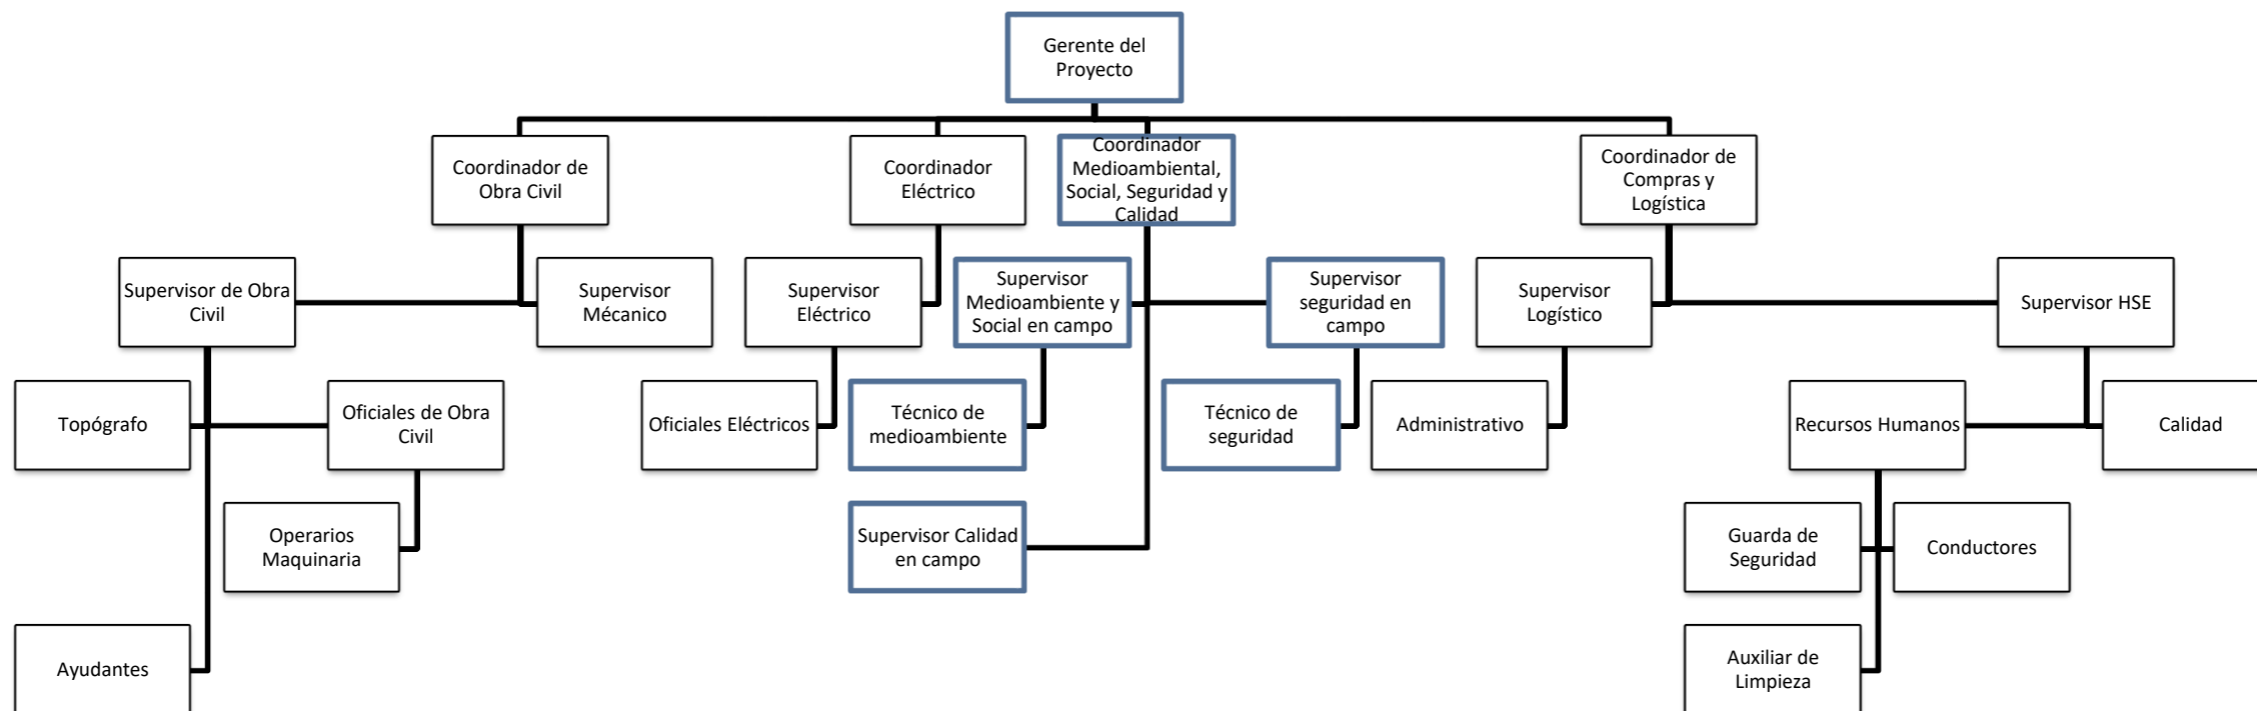 Gerente del
Proyecto
Coordinador de
Obra Civil
Coordinador
Eléctrico
Coordinador
Medioambiental,
Social, Seguridad y
Calidad
Coordinador de
Compras y
Logística
Supervisor de Obra
Civil
Supervisor
Mécanico
Supervisor
Eléctrico
Supervisor
Medioambiente y
Social en campo
Supervisor
seguridad en
campo
Supervisor
Logístico
Supervisor HSE
Topógrafo
Oficiales de Obra
Civil
Oficiales Eléctricos
Técnico de
medioambiente
Técnico de
seguridad
Administrativo
Recursos Humanos
Calidad
Operarios
Maquinaria
Supervisor Calidad
en campo
Guarda de
Seguridad
Conductores
Ayudantes
Auxiliar de
Limpieza